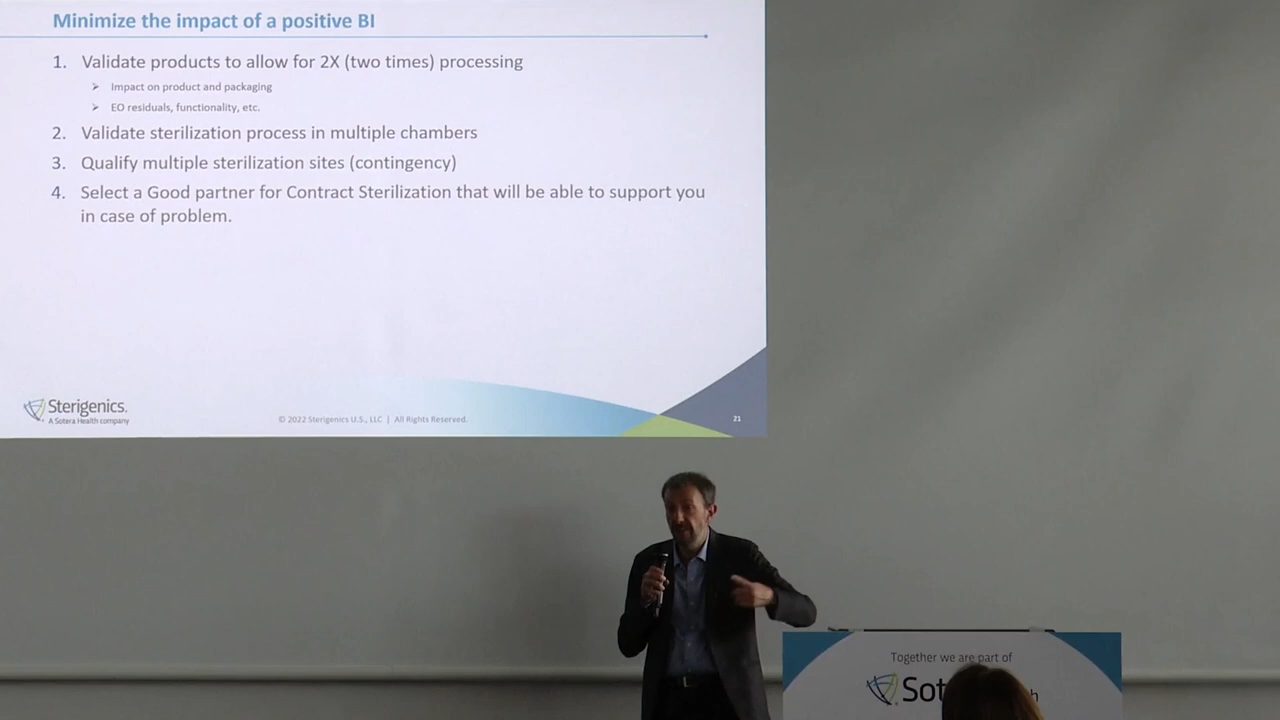 Minimize the impact of a positive BI
1. Validate products to allow for 2X (two times) processing
➢ Impact on product and packaging
➢ EO residuals, functionality, etc.
2. Validate sterilization process in multiple chambers
3. Qualify multiple sterilization sites (contingency)
4. Select a Good partner for Contract Sterilization that will be able to support you
in case of problem.
Sterigenics.
A Sotera Health company
© 2022 Sterigenics U.S., LLC | All Rights Reserved.
21
Together we are part of